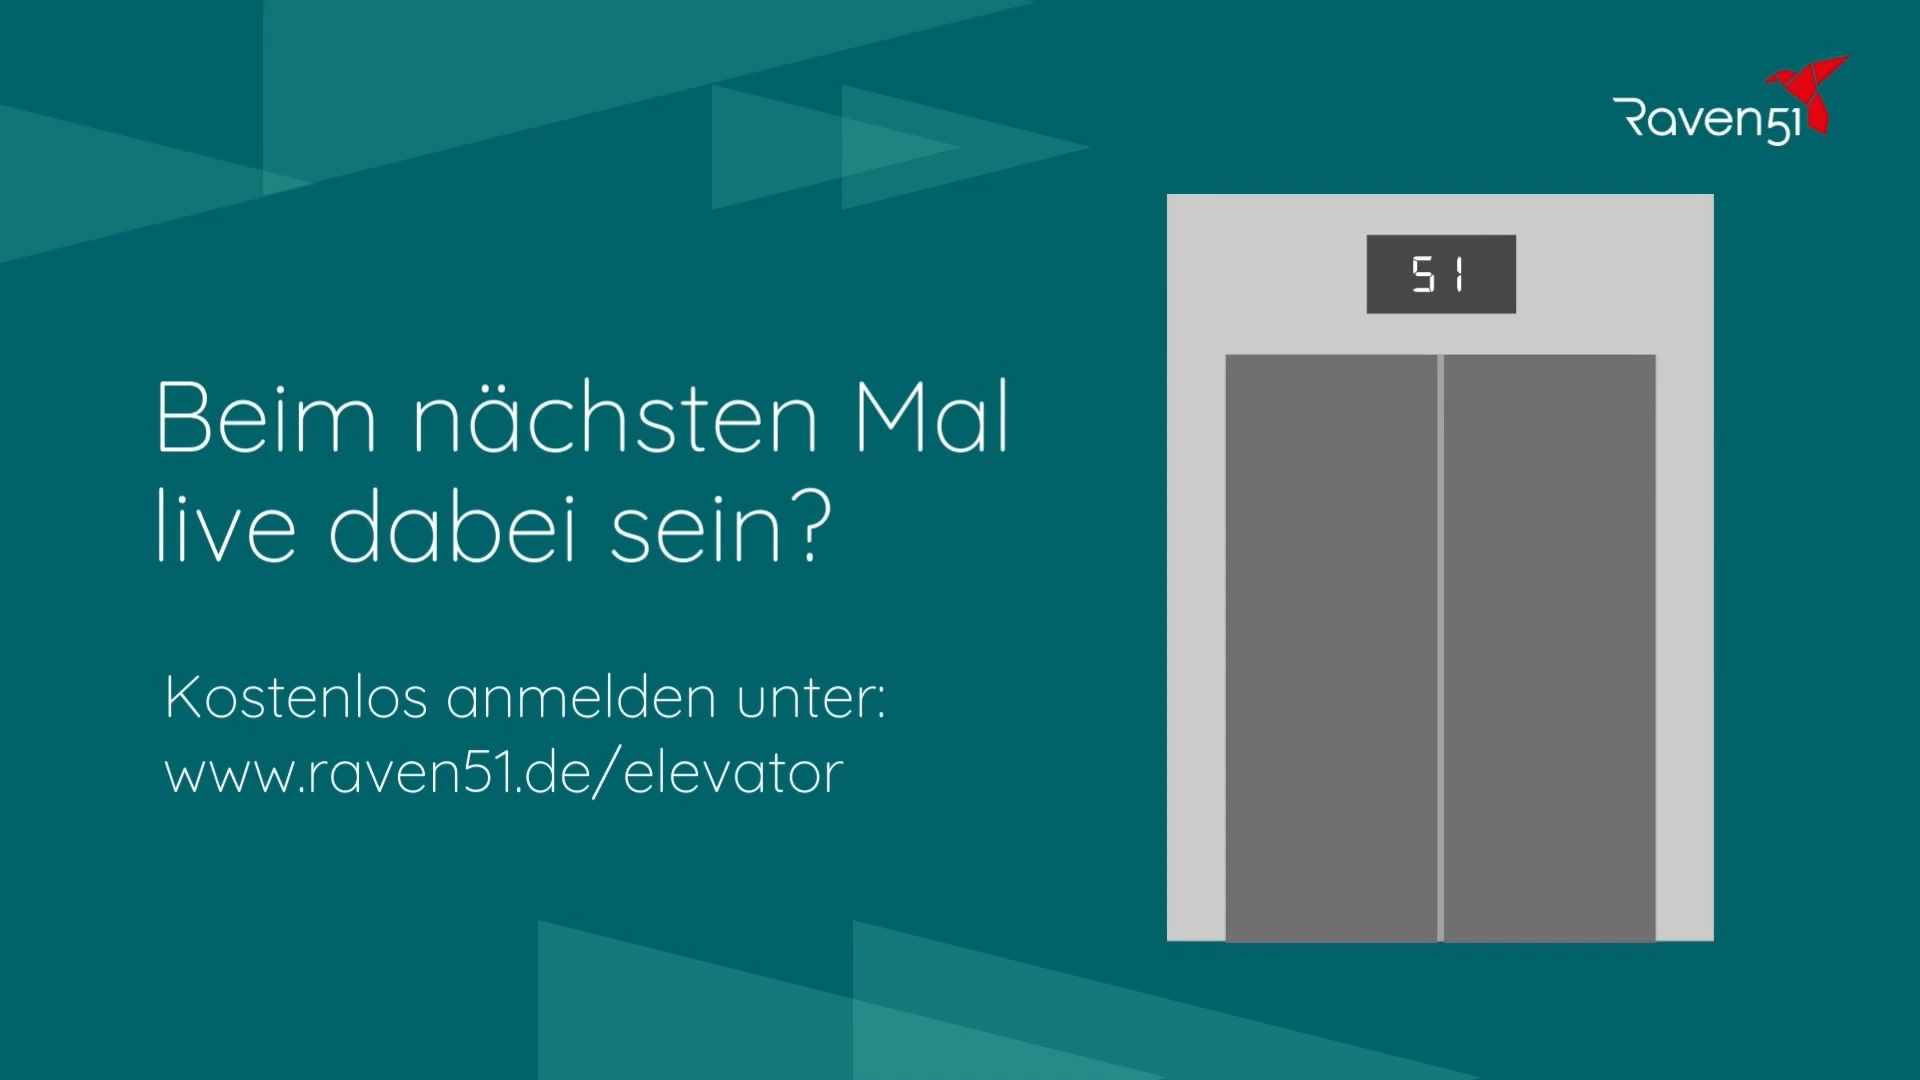 Raven51
51
Beim nächsten Mal
live dabei sein?
Kostenlos anmelden unter:
www.raven51.de/elevator